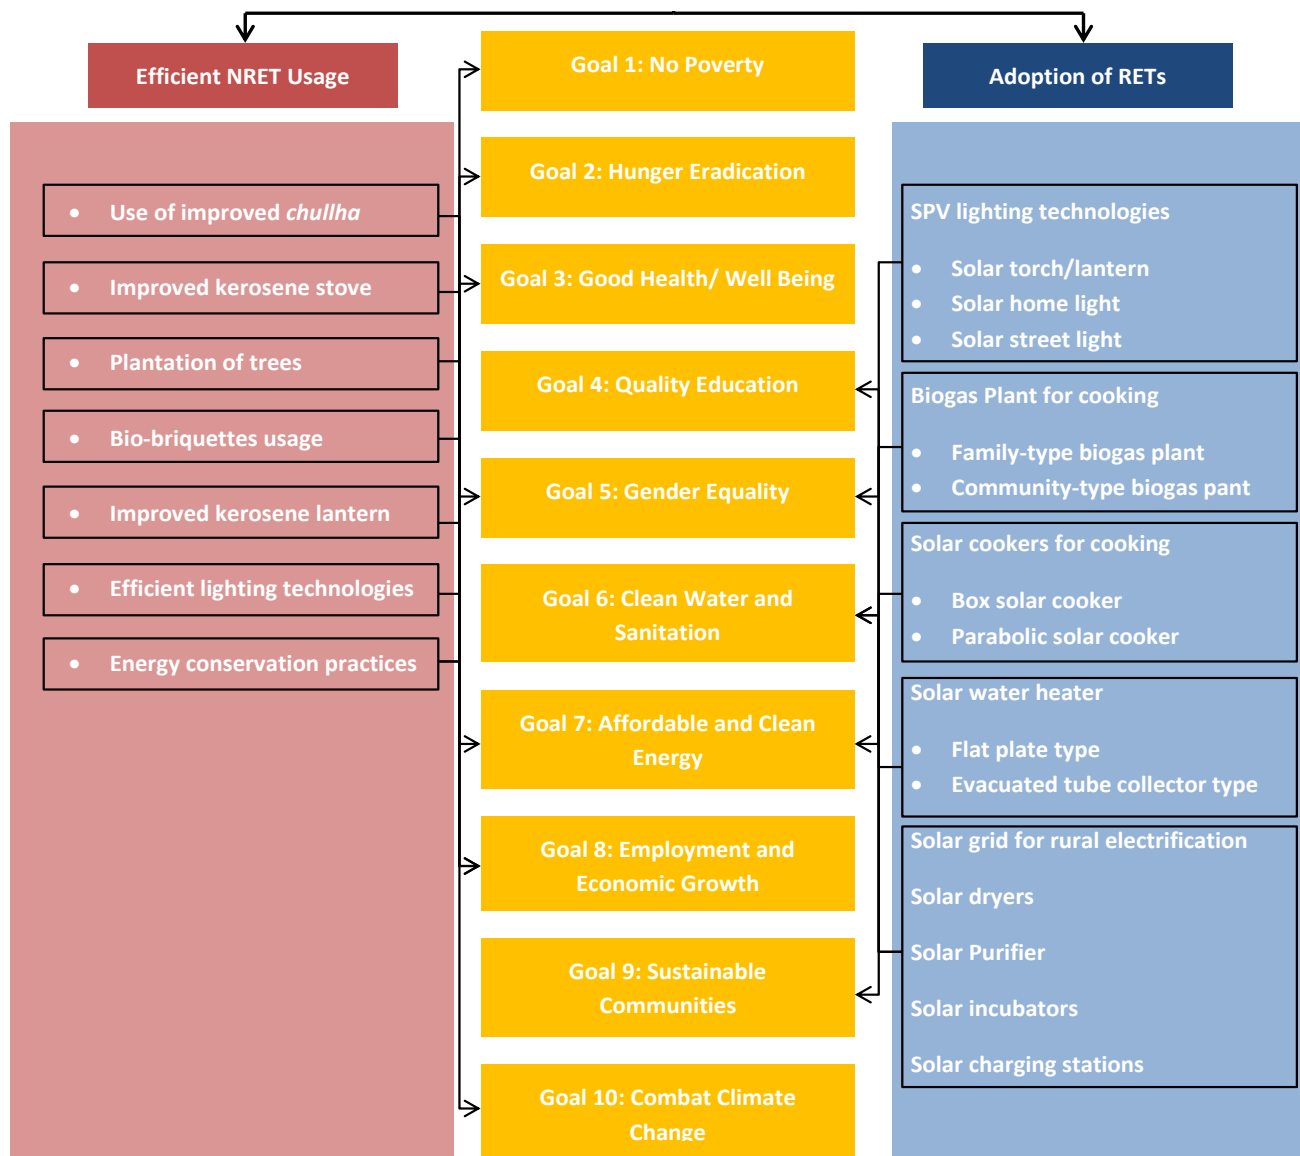 Efficient NRET Usage
• Use of improved chullha
• Improved kerosene stove
• Plantation of trees
• Bio-briquettes usage
• Improved kerosene lantern
• Efficient lighting technologies
• Energy conservation practices
Goal 1: No Poverty
Goal 2: Hunger Eradication
Goal 3: Good Health/ Well Being
Goal 4: Quality Education
Goal 5: Gender Equality
Goal 6: Clean Water and
Sanitation
Goal 7: Affordable and Clean
Energy
Goal 8: Employment and
Economic Growth
Goal 9: Sustainable
Communities
Goal 10: Combat Climate
Change
Adoption of RETs
SPV lighting technologies
• Solar torch/lantern
• Solar home light
• Solar street light
Biogas Plant for cooking
• Family-type biogas plant
• Community-type biogas pant
Solar cookers for cooking
• Box solar cooker
• Parabolic solar cooker
Solar water heater
• Flat plate type
• Evacuated tube collector type
Solar grid for rural electrification
Solar dryers
Solar Purifier
Solar incubators
Solar charging stations